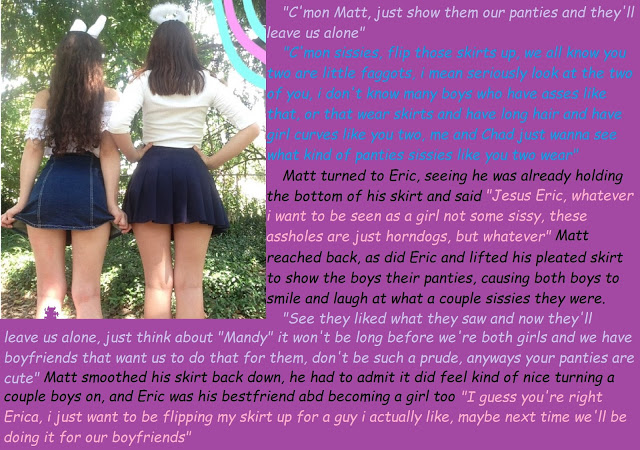 "C'mon Matt, just show them our panties and they'll
leave us alone"
"C'mon sissies, flip those skirts up, we all know you
two are little faggots, i mean seriously look at the two
of you, i don't know many boys who have asses like
that, or that wear skirts and have long hair and have
girl curves like you two, me and Chad just wanna see
what kind of panties sissies like you two wear"
Matt turned to Eric, seeing he was already holding
the bottom of his skirt and said "Jesus Eric, whatever
i want to be seen as a girl not some sissy, these
assholes are just horndogs, but whatever" Matt
reached back, as did Eric and lifted his pleated skirt
to show the boys their panties, causing both boys to
smile and laugh at what a couple sissies they were.
"See they liked what they saw and now they'll
leave us alone, just think about "Mandy" it won't be long before we're both girls and we have
boyfriends that want us to do that for them, don't be such a prude, anyways your panties are
cute" Matt smoothed his skirt back down, he had to admit it did feel kind of nice turning a
couple boys on, and Eric was his bestfriend abd becoming a girl too "I guess you're right
Erica, i just want to be flipping my skirt up for a guy i actually like, maybe next time we'll be
doing it for our boyfriends"